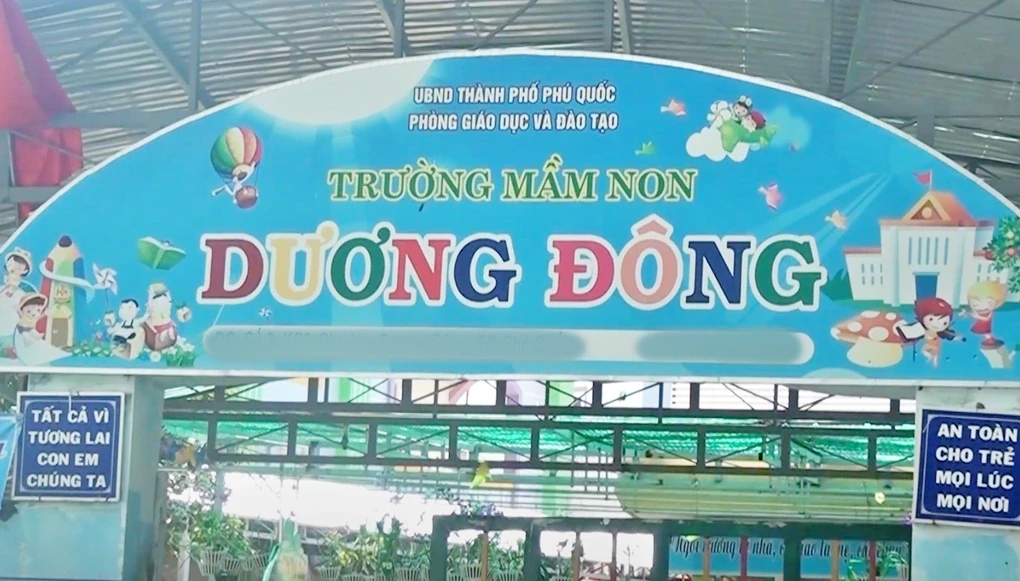 UBND THÀNH PHỐ PHÚ QUỐC
PHÒNG GIÁO DỤC VÀ ĐÀO TẠO
TRƯỜNG MẦM NON
DƯƠNG ĐÔNG
TẤT CẢ VÌ
TƯƠNG LAI
CON EM
CHÚNG TA
AN TOÀN
CHO TRẺ
MỌI LÚC
MỌI NƠI